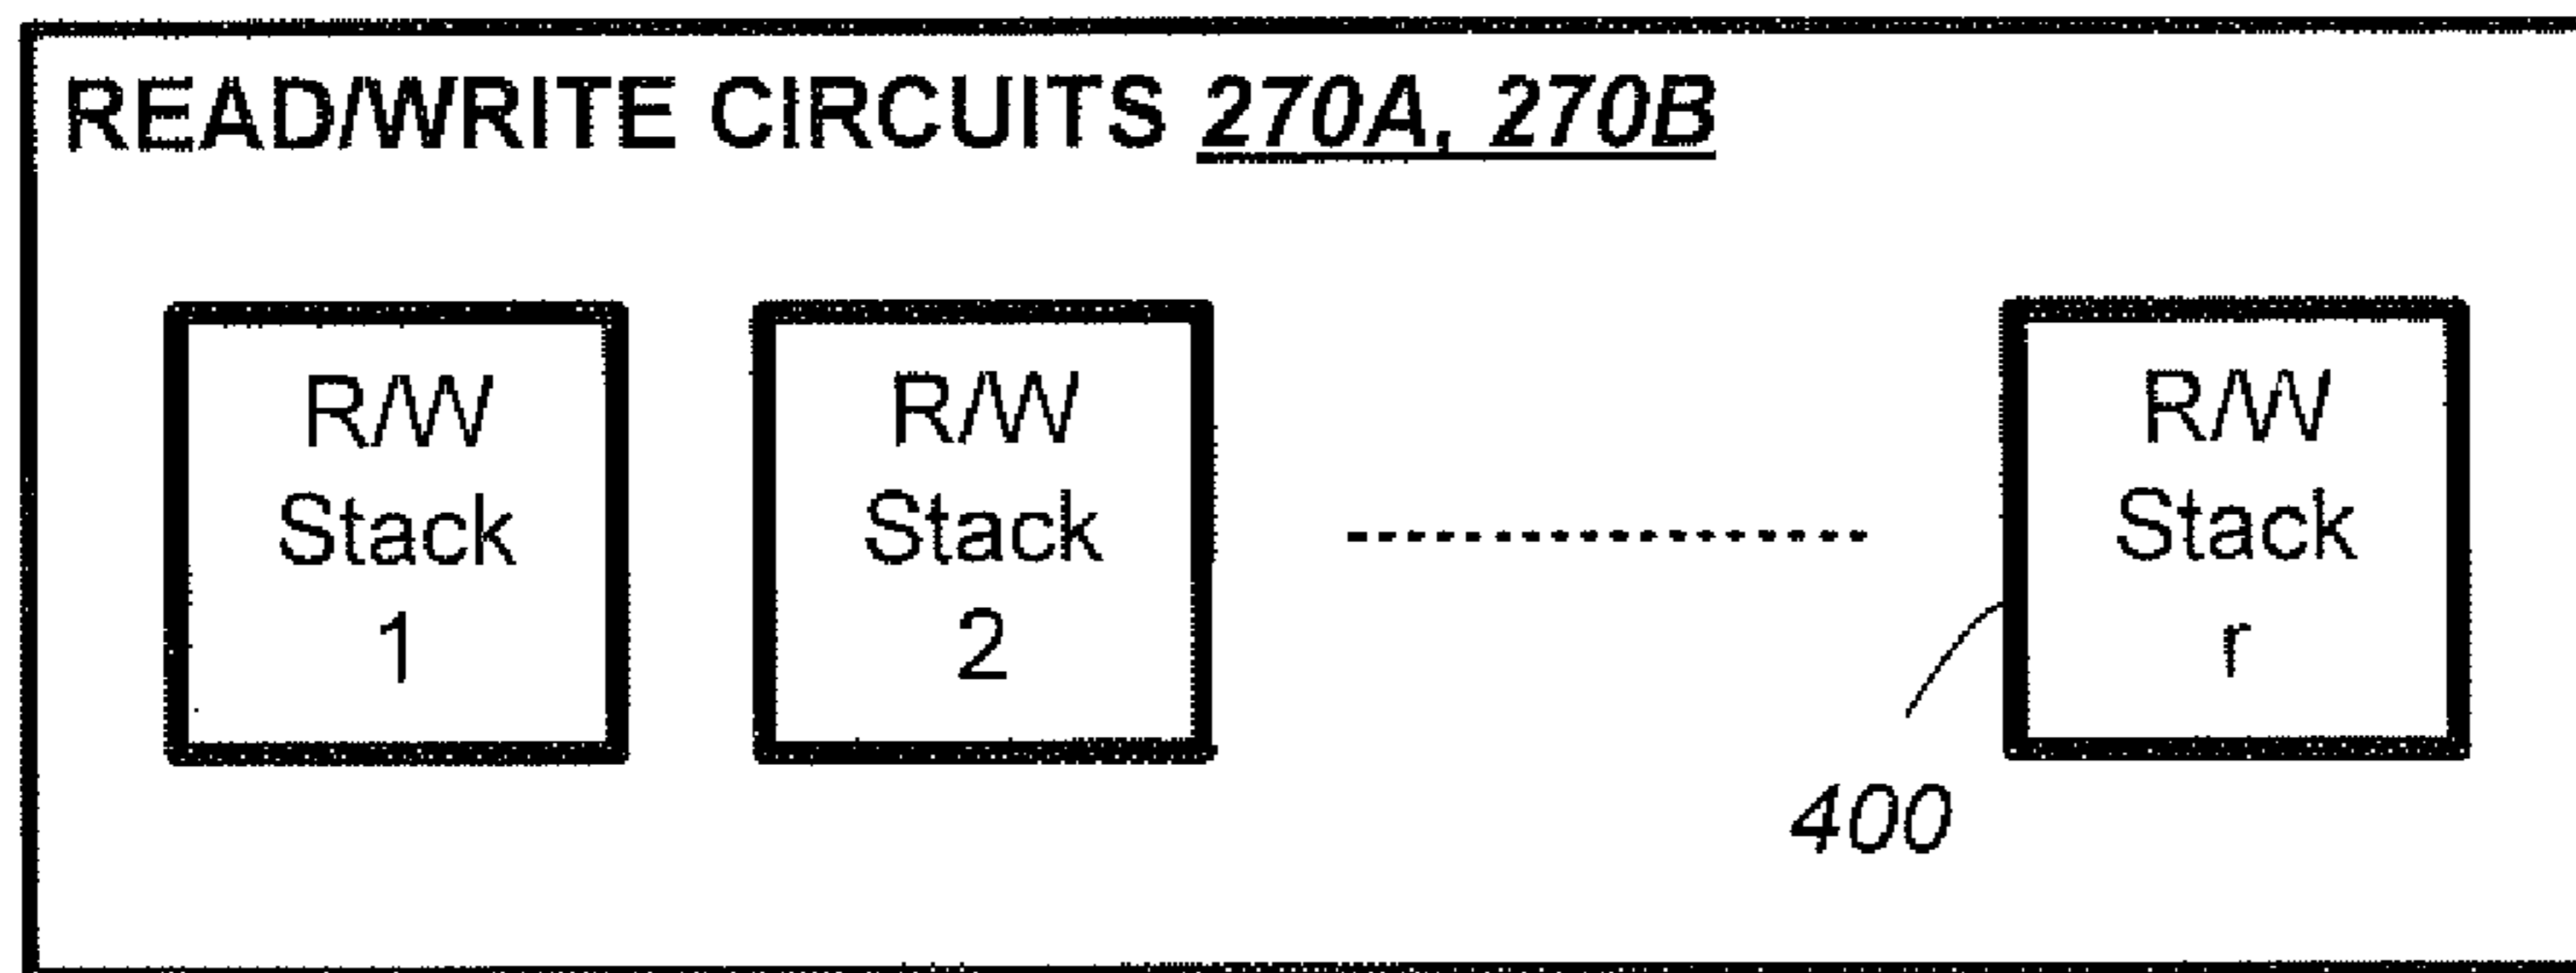 READ/WRITE CIRCUITS 270A, 270B
R/W
Stack
1
R/W
Stack
2
R/W
Stack
r
400